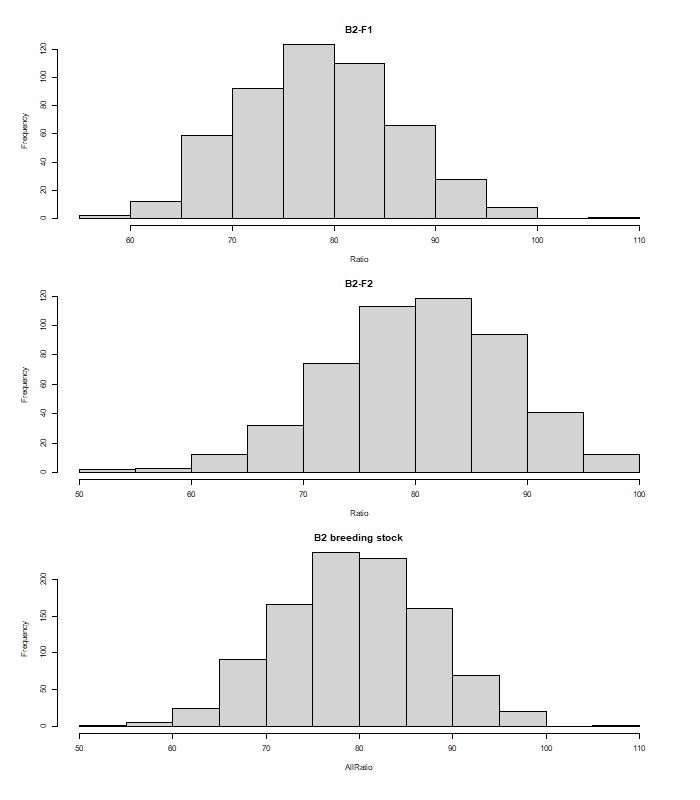 B2-F1
120
100
80
60
40
20
0
Frequency
60 70 80 90 100 110
Ratio
B2-F2
120
100
80
60
40
20
0
Frequency
50 60 70 80 90 100
Ratio
B2 breeding stock
200
150
100
50
0
Frequency
50 60 70 80 90 100 110
AllRatio